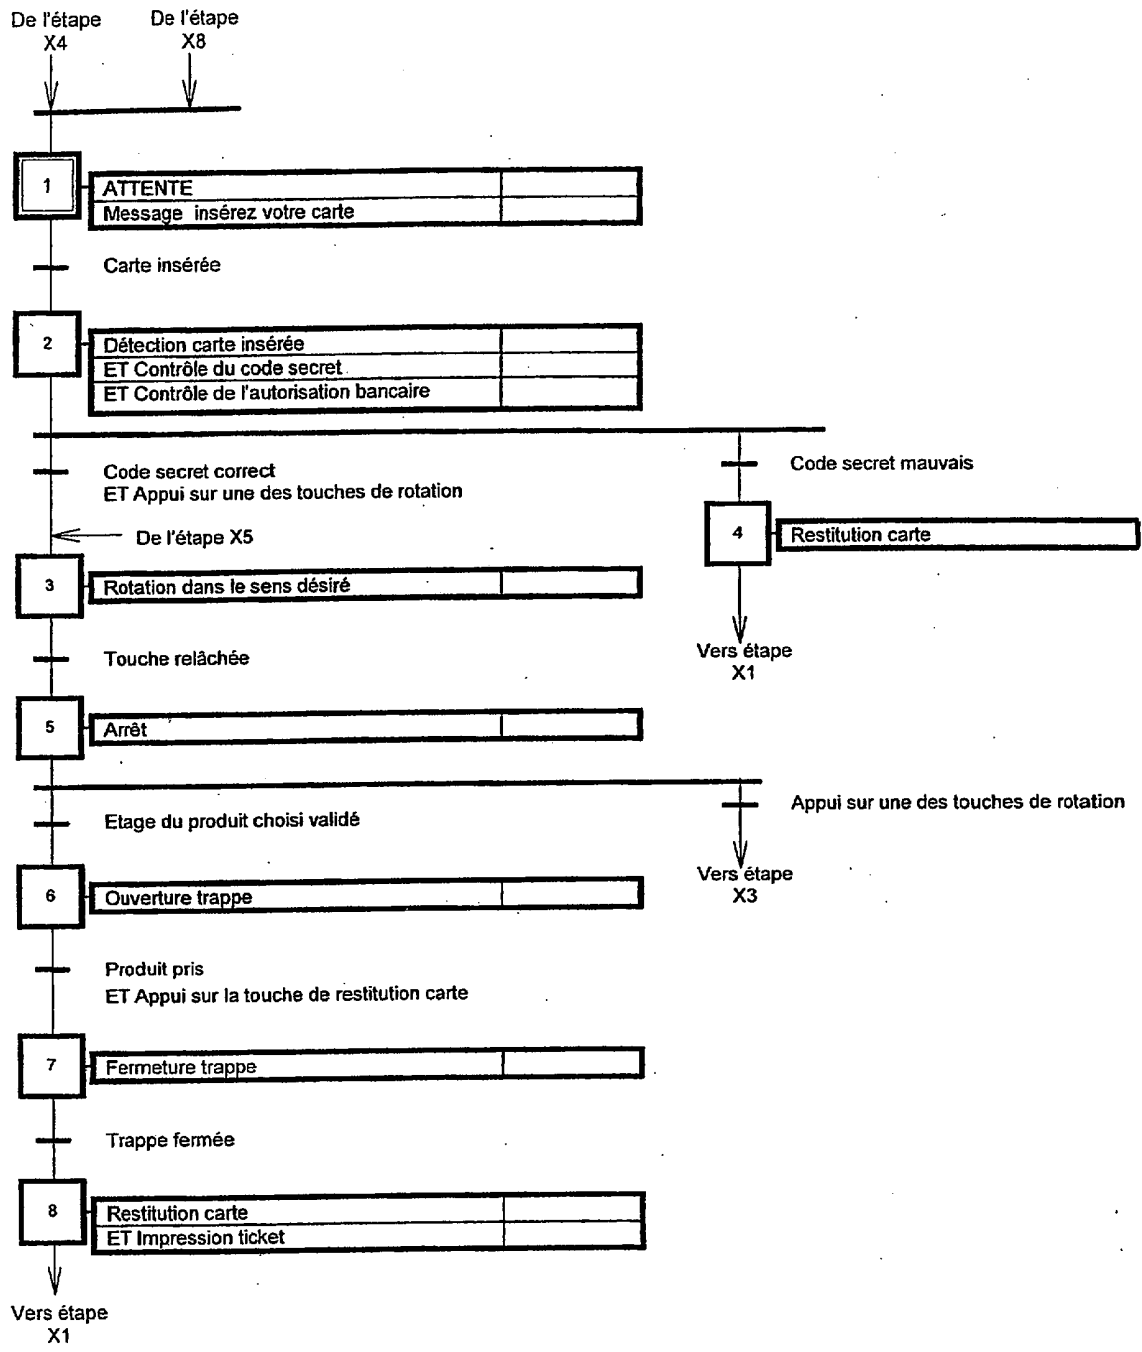 De l'étape
X4
De l'étape
X8
1
ATTENTE
Message insérez votre carte
Carte insérée
2
Détection carte insérée
ET Contrôle du code secret
ET Contrôle de l'autorisation bancaire
Code secret correct
ET Appui sur une des touches de rotation
Code secret mauvais
De l'étape X5
4
Restitution carte
3
Rotation dans le sens désiré
Vers étape
X1
Touche relâchée
5
Arrêt
Etage du produit choisi validé
Appui sur une des touches de rotation
Vers étape
X3
6
Ouverture trappe
Produit pris
ET Appui sur la touche de restitution carte
7
Fermeture trappe
Trappe fermée
8
Restitution carte
ET Impression ticket
Vers étape
X1